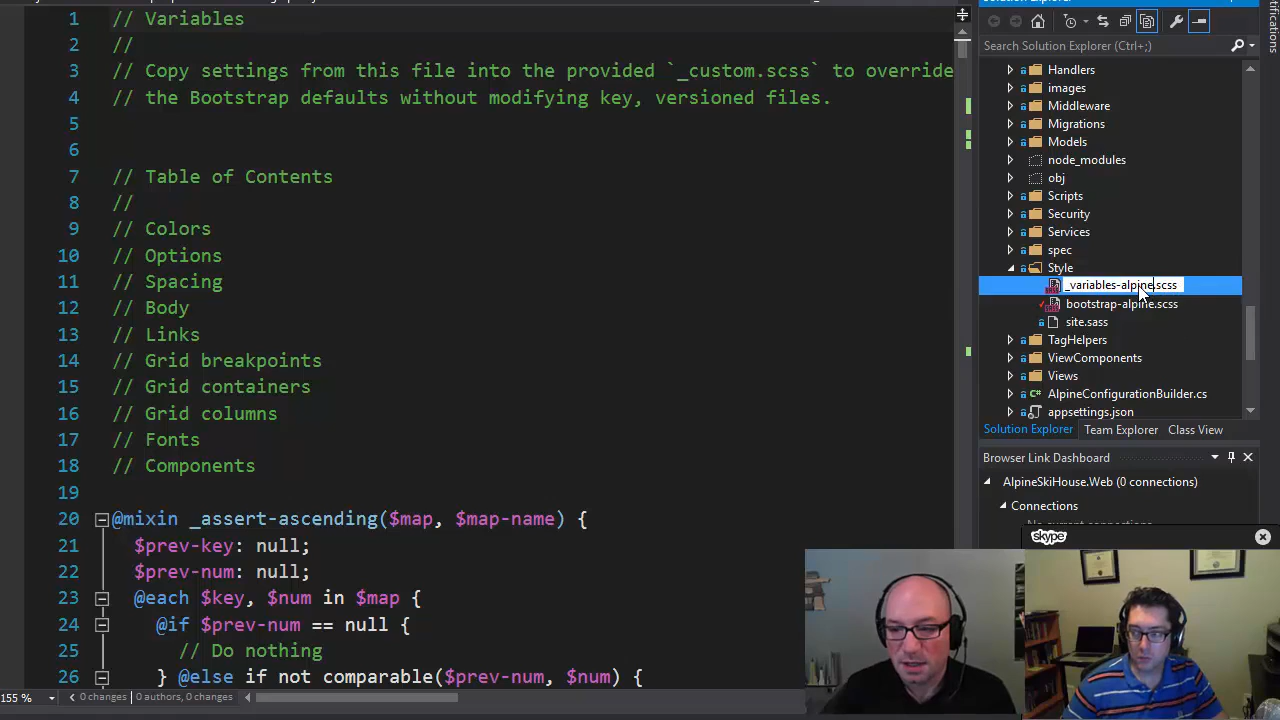 1 // Variables
2 //
3 // Copy settings from this file into the provided `_custom.scss` to override
4 // the Bootstrap defaults without modifying key, versioned files.
5
6
7 // Table of Contents
8 //
9 // Colors
10 // Options
11 // Spacing
12 // Body
13 // Links
14 // Grid breakpoints
15 // Grid containers
16 // Grid columns
17 // Fonts
18 // Components
19
20 @mixin _assert-ascending($map, $map-name) {
21 $prev-key: null;
22 $prev-num: null;
23 @each $key, $num in $map {
24 @if $prev-num == null {
25 // Do nothing
26 } @else if not comparable($prev-num, $num) {
155 %
0 changes | 0 authors, 0 changes
Search Solution Explorer (Ctrl+;)
Handlers
images
Middleware
Migrations
Models
node_modules
obj
Scripts
Security
Services
spec
Style
_variables-alpine.scss
bootstrap-alpine.scss
site.sass
TagHelpers
ViewComponents
Views
C# AlpineConfigurationBuilder.cs
appsettings.json
Solution Explorer Team Explorer Class View
Browser Link Dashboard
AlpineSkiHouse.Web (0 connections)
Connections
skype